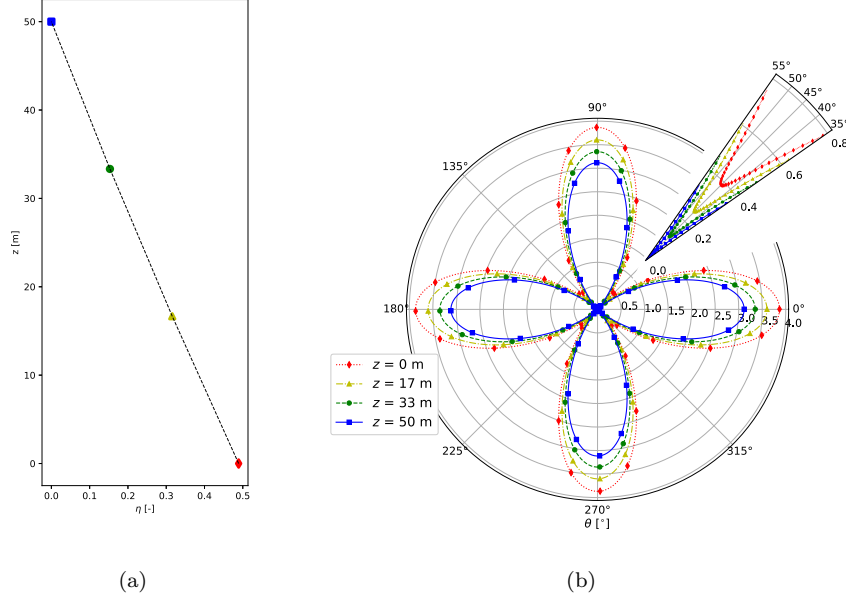 50
40
30
20
10
0
z [m]
0.0 0.1 0.2 0.3 0.4 0.5
η [-]
(a)
90°
135°
180°
225°
270°
315°
0°
θ [°]
0.5 1.0 1.5 2.0 2.5 3.0 3.5 4.0
55°
50°
45°
40°
35°
0.8
0.6
0.4
0.2
0.0
z = 0 m
z = 17 m
z = 33 m
z = 50 m
(b)